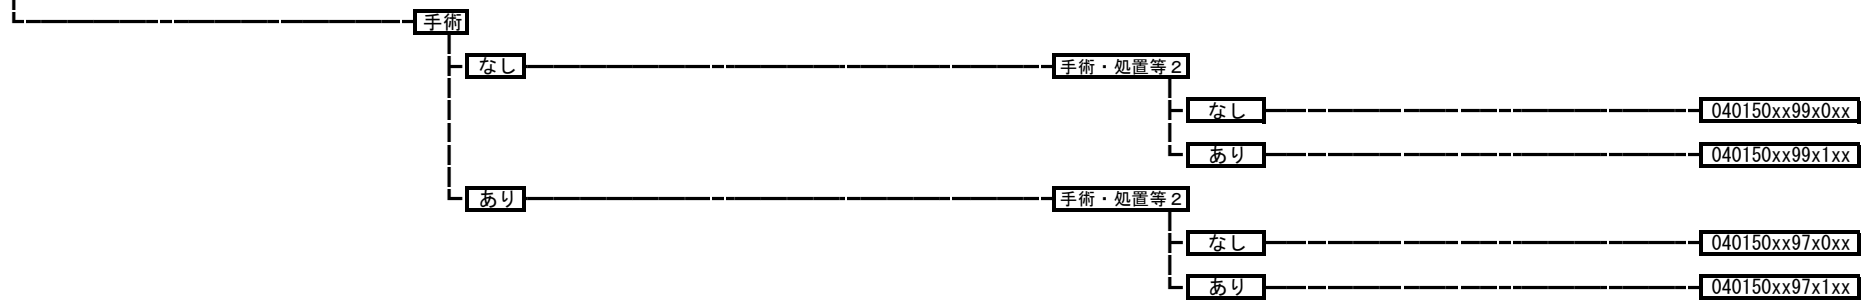 手術
なし 手術・処置等２
なし 040150xx99x0xx
あり 040150xx99x1xx
あり 手術・処置等２
なし 040150xx97x0xx
あり 040150xx97x1xx